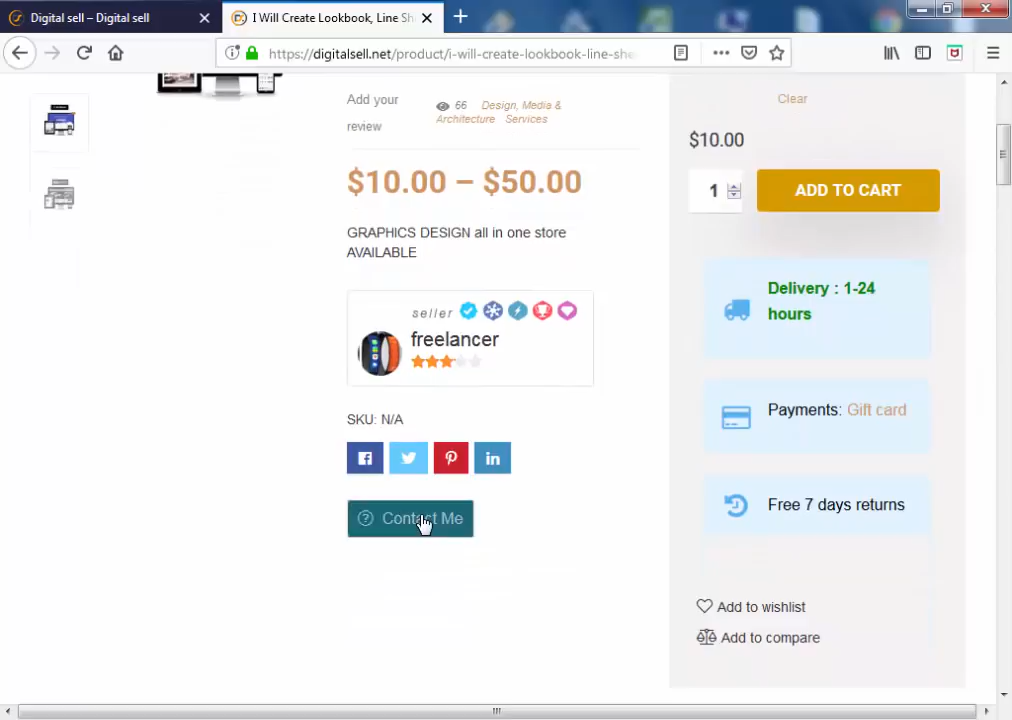 Digital sell – Digital sell
I Will Create Lookbook, Line Sh
https://digitalsell.net/product/i-will-create-lookbook-line-she
Add your
review
66 Design, Media &
Architecture Services
$10.00 – $50.00
GRAPHICS DESIGN all in one store
AVAILABLE
seller
freelancer
SKU: N/A
Contact Me
Clear
$10.00
1 ADD TO CART
Delivery : 1-24
hours
Payments: Gift card
Free 7 days returns
Add to wishlist
Add to compare